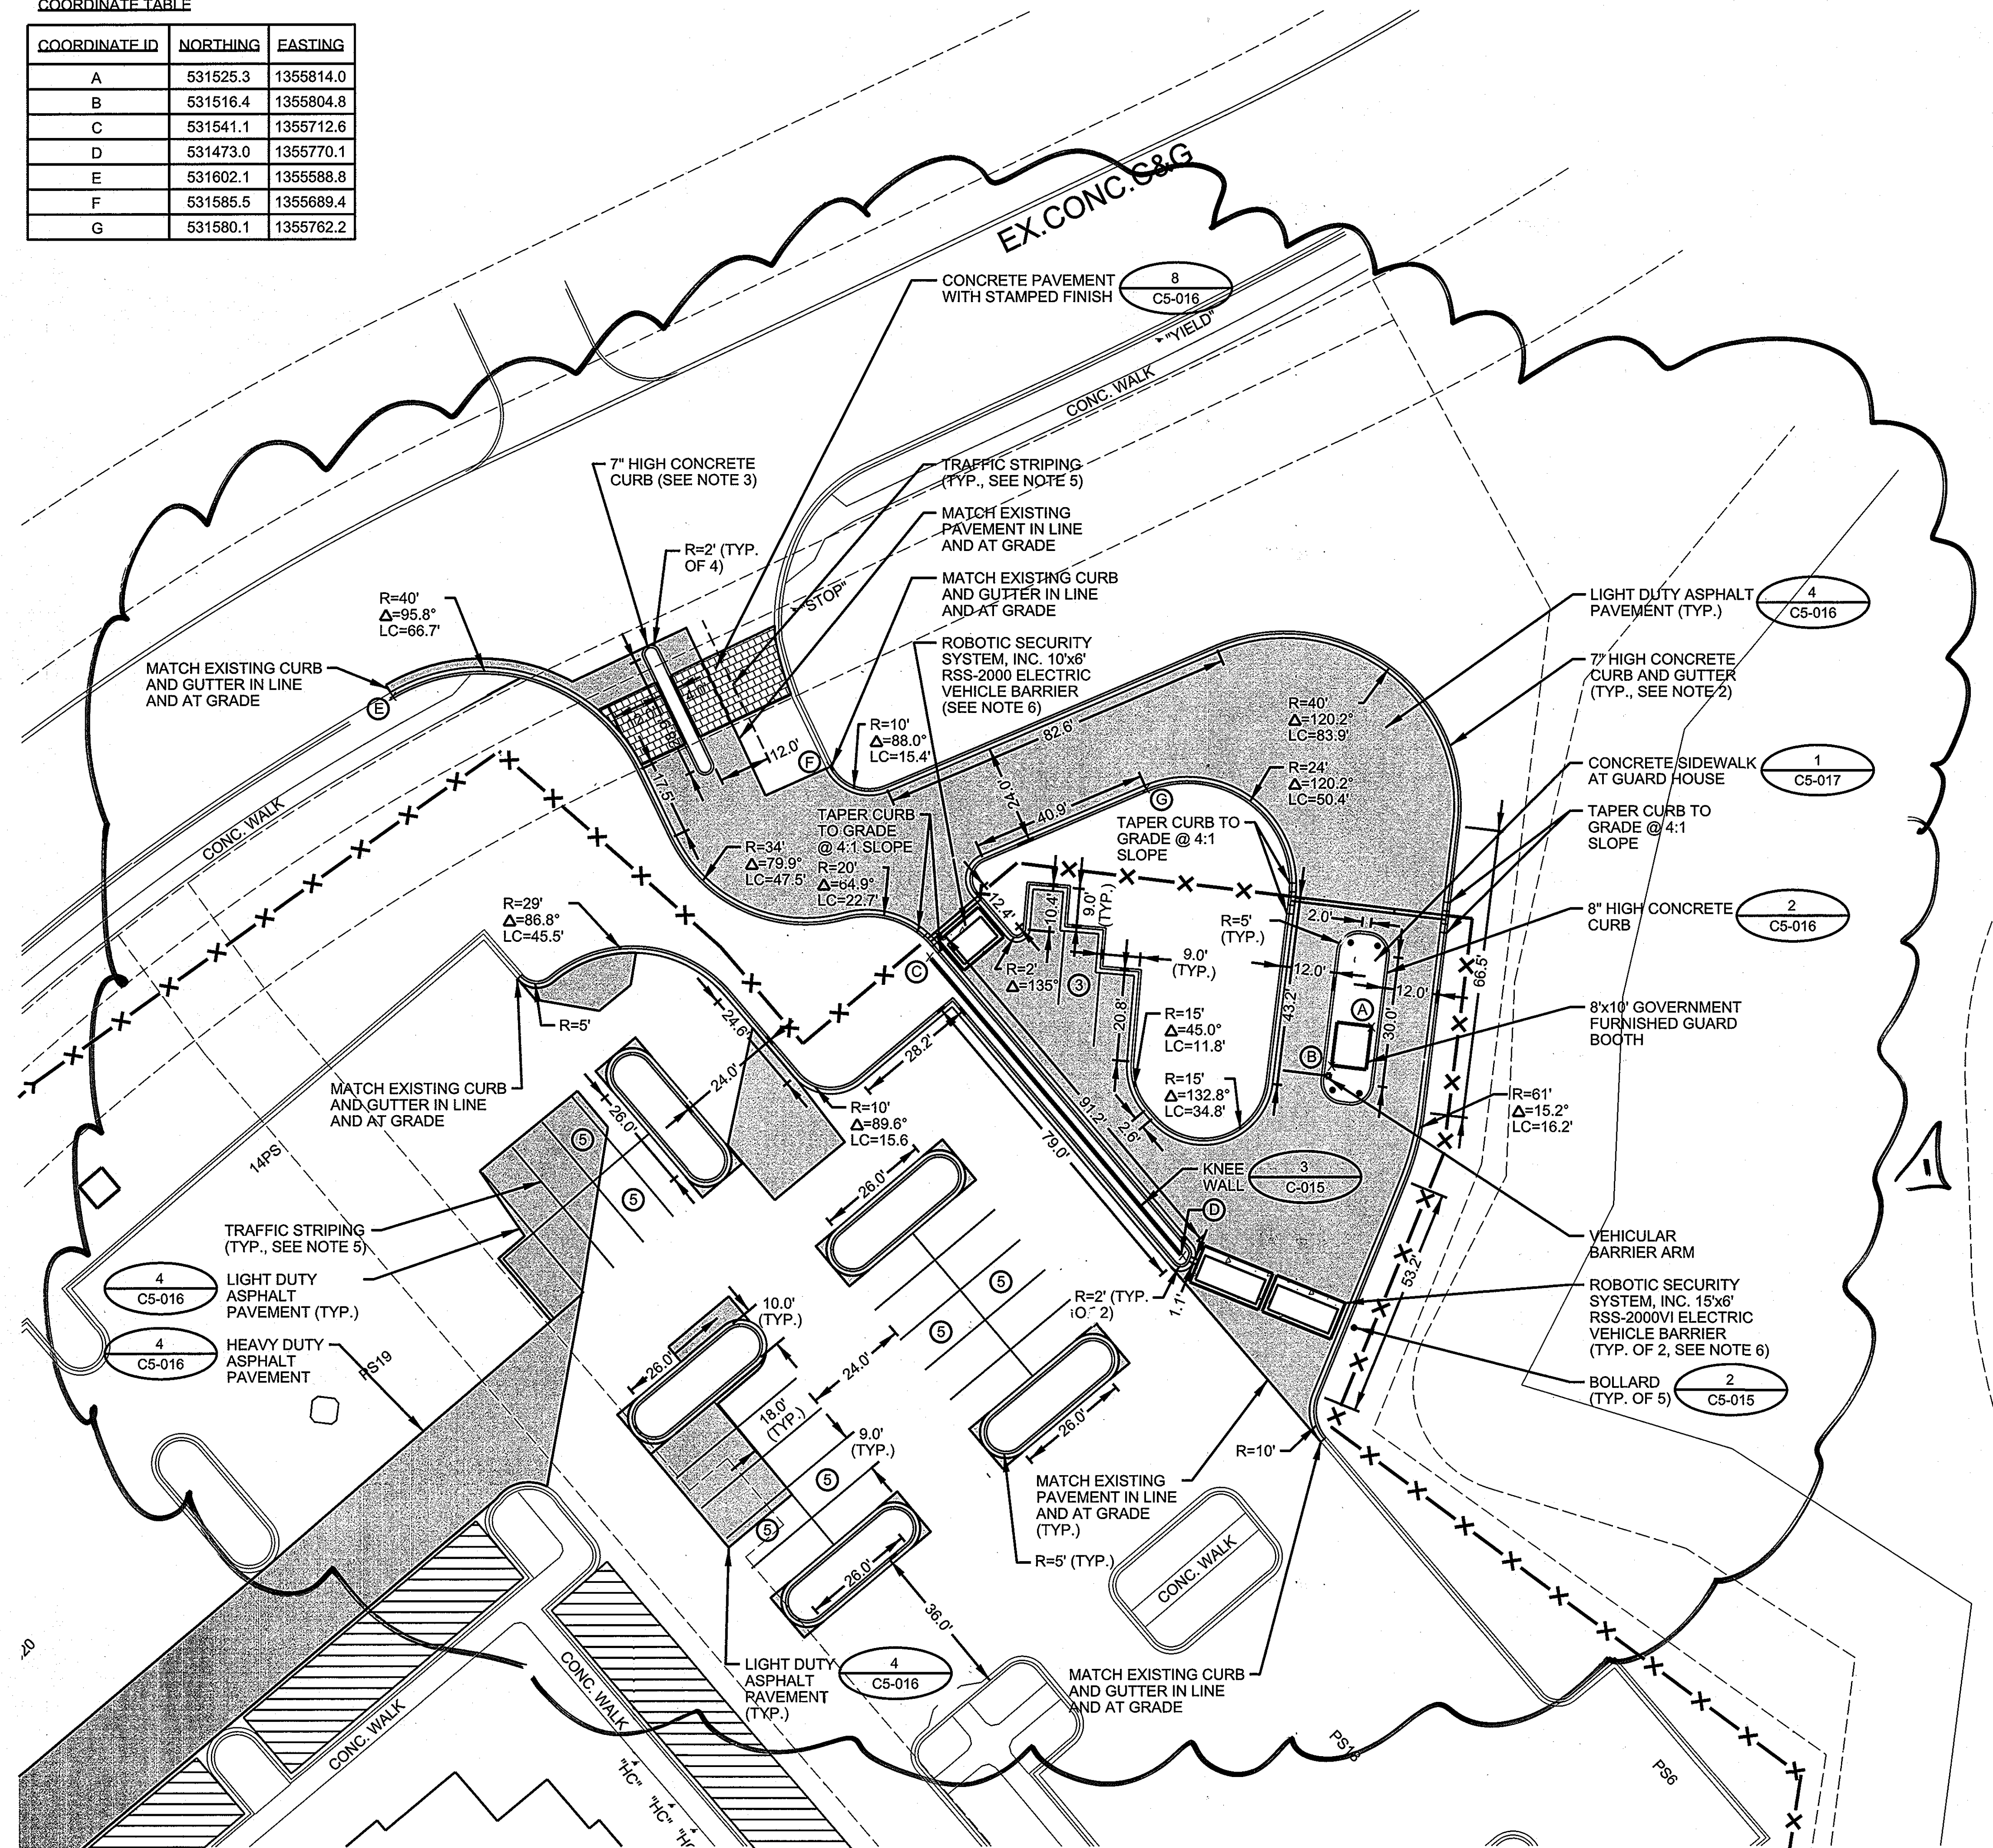 COORDINATE TABLE
COORDINATE ID NORTHING EASTING
A 531525.3 1355814.0
B 531516.4 1355804.8
C 531541.1 1355712.6
D 531473.0 1355770.1
E 531602.1 1355588.8
F 531585.5 1355689.4
G 531580.1 1355762.2
EX.CONC.C&G
CONCRETE PAVEMENT
WITH STAMPED FINISH
8
C5-016
"YIELD"
CONC. WALK
7" HIGH CONCRETE
CURB (SEE NOTE 3)
TRAFFIC STRIPING
(TYP., SEE NOTE 5)
MATCH EXISTING
PAVEMENT IN LINE
AND AT GRADE
R=2' (TYP.
OF 4)
MATCH EXISTING CURB
AND GUTTER IN LINE
AND AT GRADE
"STOP"
ROBOTIC SECURITY
SYSTEM, INC. 10'x6'
RSS-2000 ELECTRIC
VEHICLE BARRIER
(SEE NOTE 6)
R=40'
Δ=95.8°
LC=66.7'
MATCH EXISTING CURB
AND GUTTER IN LINE
AND AT GRADE
E
LIGHT DUTY ASPHALT
PAVEMENT (TYP.)
4
C5-016
7" HIGH CONCRETE
CURB AND GUTTER
(TYP., SEE NOTE 2)
R=40'
Δ=120.2°
LC=83.9'
R=10'
Δ=88.0°
LC=15.4'
82.6'
12.0'
F
17.5'
24.0'
40.9'
G
R=24'
Δ=120.2°
LC=50.4'
CONCRETE SIDEWALK
AT GUARD HOUSE
1
C5-017
TAPER CURB TO
GRADE @ 4:1
SLOPE
TAPER CURB
TO GRADE
@ 4:1 SLOPE
TAPER CURB TO
GRADE @ 4:1
SLOPE
CONC. WALK
R=34'
Δ=79.9°
LC=47.5'
R=20'
Δ=64.9°
LC=22.7'
12.4'
10.4'
9.0'
(TYP.)
2.0'
R=5'
(TYP.)
8" HIGH CONCRETE
CURB
2
C5-016
R=29'
Δ=86.8°
LC=45.5'
C
R=2'
Δ=135°
3
9.0'
(TYP.)
12.0'
12.0'
66.5'
R=5'
24.6'
20.8'
43.2'
30.0'
A
B
8'x10' GOVERNMENT
FURNISHED GUARD
BOOTH
R=15'
Δ=45.0°
LC=11.8'
28.2'
24.0'
26.0'
MATCH EXISTING CURB
AND GUTTER IN LINE
AND AT GRADE
R=10'
Δ=89.6°
LC=15.6
R=15'
Δ=132.8°
LC=34.8'
R=61'
Δ=15.2°
LC=16.2'
91.2'
2.6'
79.0'
14PS
5
5
26.0'
KNEE
WALL
3
C-015
D
TRAFFIC STRIPING
(TYP., SEE NOTE 5)
4
C5-016
LIGHT DUTY
ASPHALT
PAVEMENT (TYP.)
4
C5-016
HEAVY DUTY
ASPHALT
PAVEMENT
PS19
VEHICULAR
BARRIER ARM
53.2'
ROBOTIC SECURITY
SYSTEM, INC. 15'x6'
RSS-2000VI ELECTRIC
VEHICLE BARRIER
(TYP. OF 2, SEE NOTE 6)
BOLLARD
(TYP. OF 5)
2
C5-015
5
5
R=2' (TYP.
1.1'
10.0'
(TYP.)
26.0'
24.0'
18.0'
(TYP.)
9.0'
(TYP.)
5
5
26.0'
R=10'
MATCH EXISTING
PAVEMENT IN LINE
AND AT GRADE
(TYP.)
R=5' (TYP.)
CONC. WALK
26.0'
36.0'
LIGHT DUTY
ASPHALT
PAVEMENT
(TYP.)
4
C5-016
MATCH EXISTING CURB
AND GUTTER IN LINE
AND AT GRADE
CONC. WALK
CONC. WALK
"HC"
"HC"
PS6